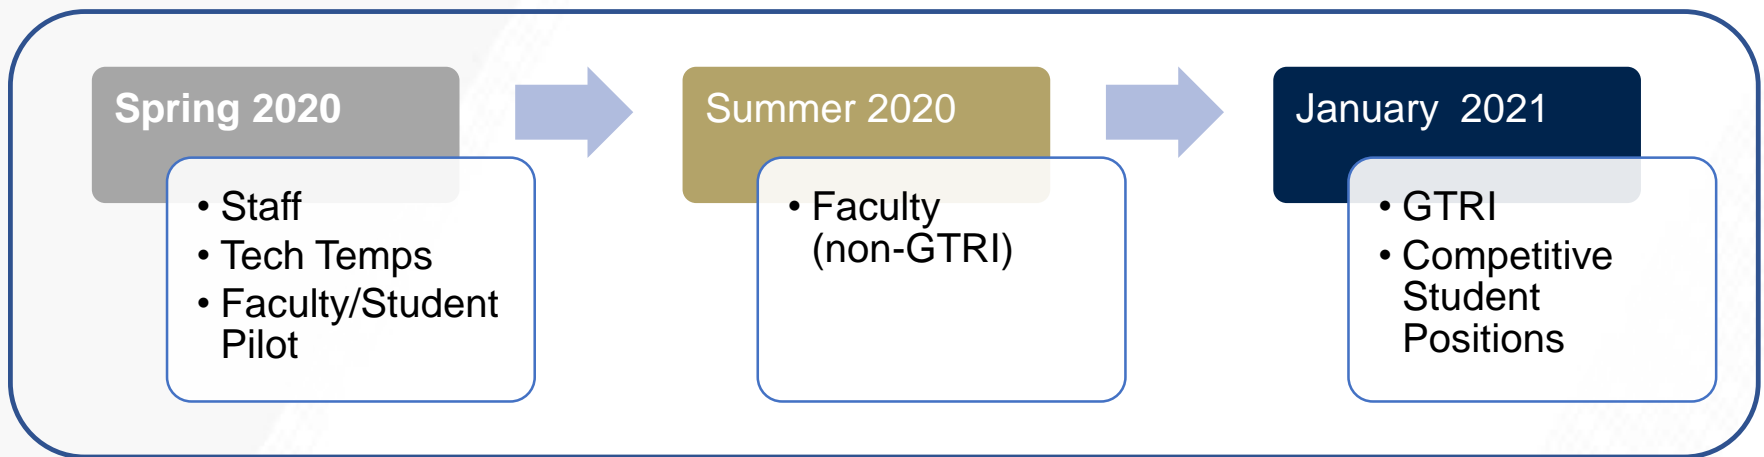 Spring 2020
• Staff
• Tech Temps
• Faculty/Student
Pilot
Summer 2020
• Faculty
(non-GTRI)
January  2021
• GTRI
• Competitive
Student
Positions